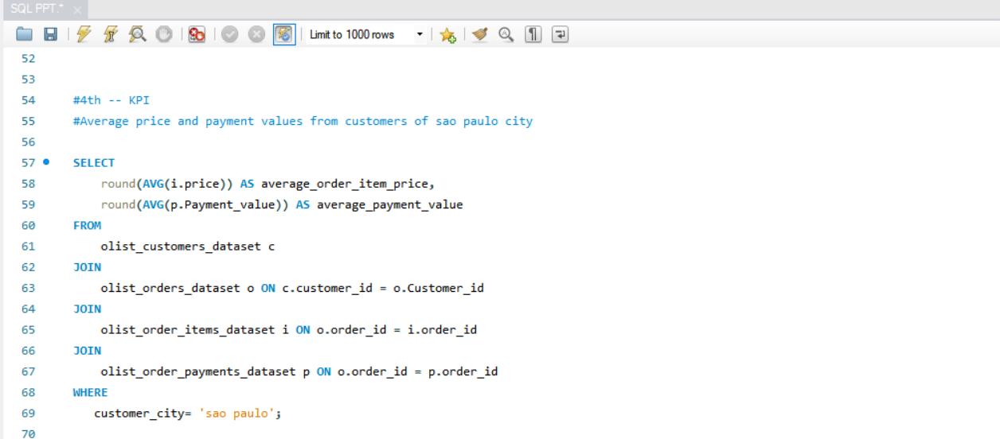 SQL PPT.* ×
Limit to 1000 rows
52
53
54 #4th -- KPI
55 #Average price and payment values from customers of sao paulo city
56
57 SELECT
58 round(AVG(i.price)) AS average_order_item_price,
59 round(AVG(p.Payment_value)) AS average_payment_value
60 FROM
61 olist_customers_dataset c
62 JOIN
63 olist_orders_dataset o ON c.customer_id = o.Customer_id
64 JOIN
65 olist_order_items_dataset i ON o.order_id = i.order_id
66 JOIN
67 olist_order_payments_dataset p ON o.order_id = p.order_id
68 WHERE
69 customer_city= 'sao paulo';
70